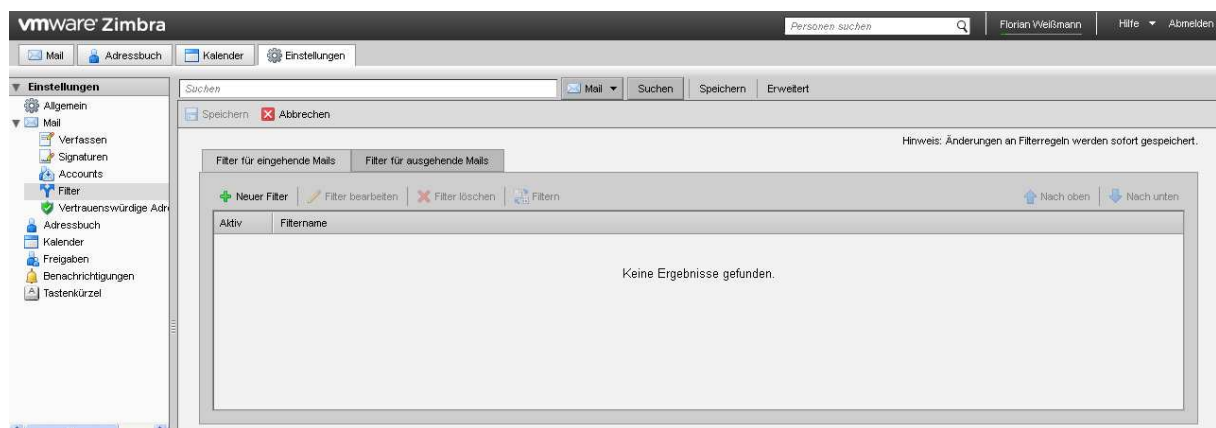 vmware Zimbra
Personen suchen
Florian Weißmann
Hilfe
Abmelden
Mail
Adressbuch
Kalender
Einstellungen
Einstellungen
Allgemein
Mail
Verfassen
Signaturen
Accounts
Filter
Vertrauenswürdige Adr
Adressbuch
Kalender
Freigaben
Benachrichtigungen
Tastenkürzel
Suchen
Mail
Suchen
Speichern
Erweitert
Speichern
Abbrechen
Hinweis: Änderungen an Filterregeln werden sofort gespeichert.
Filter für eingehende Mails
Filter für ausgehende Mails
Neuer Filter
Filter bearbeiten
Filter löschen
Filtern
Nach oben
Nach unten
Aktiv
Filtername
Keine Ergebnisse gefunden.